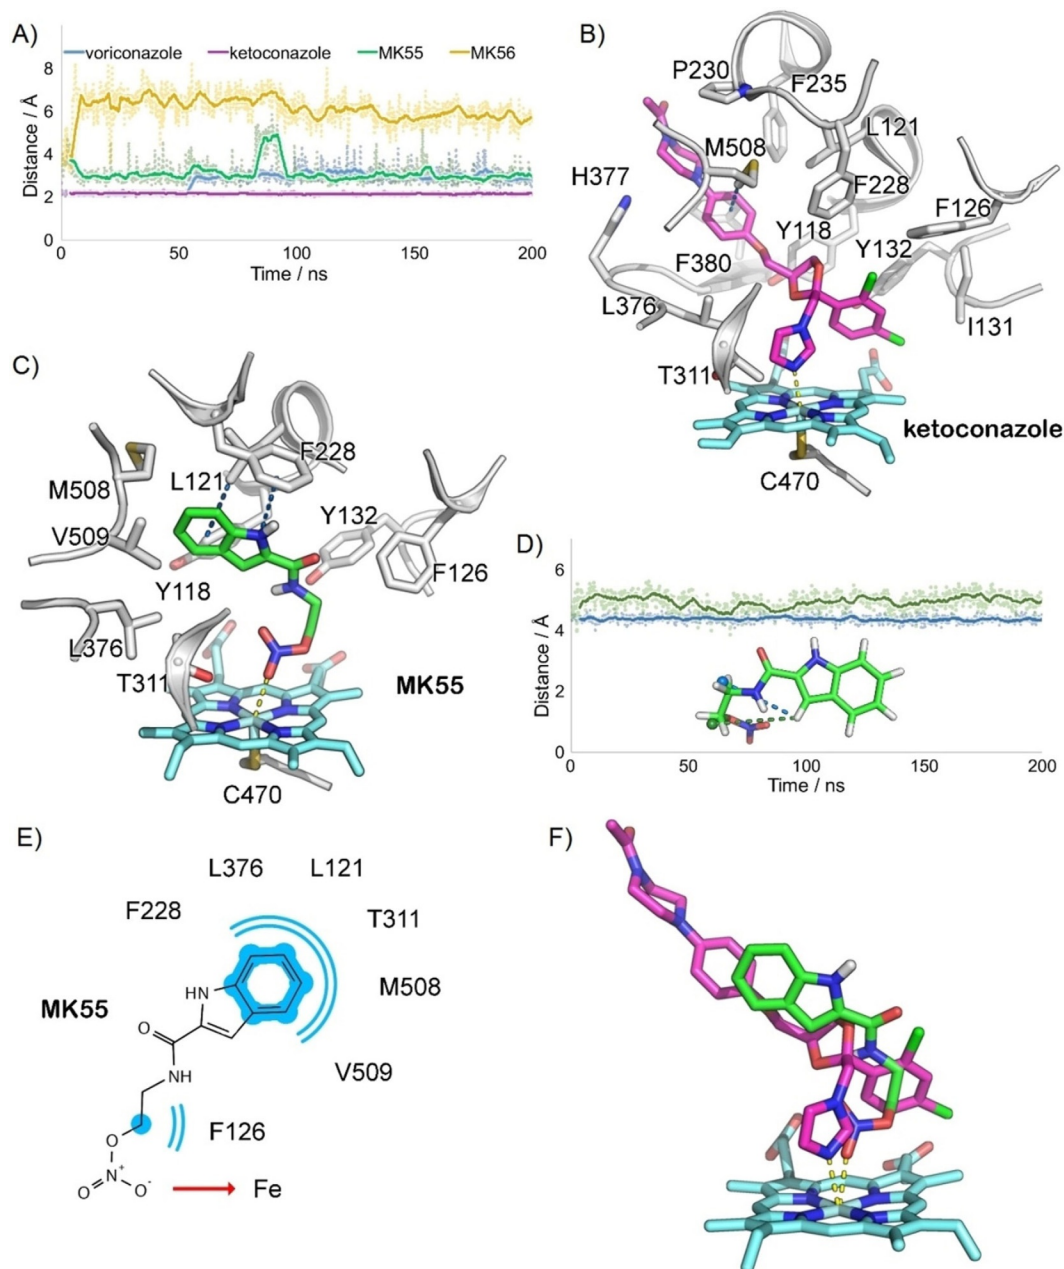 A)
voriconazole ketoconazole MK55 MK56
8
6
4
2
0
Distance / Å
0 50 100 150 200
Time / ns
B)
P230
F235
L121
M508
H377
F228
F126
Y118
Y132
F380
L376
I131
T311
ketoconazole
C470
C)
F228
M508
L121
Y132
V509
F126
Y118
L376
T311
MK55
C470
D)
6
4
2
0
Distance / Å
0 50 100 150 200
Time / ns
E)
L376 L121
F228
T311
MK55
M508
HN
O
NH
V509
F126
O
N+
O O-
Fe
F)